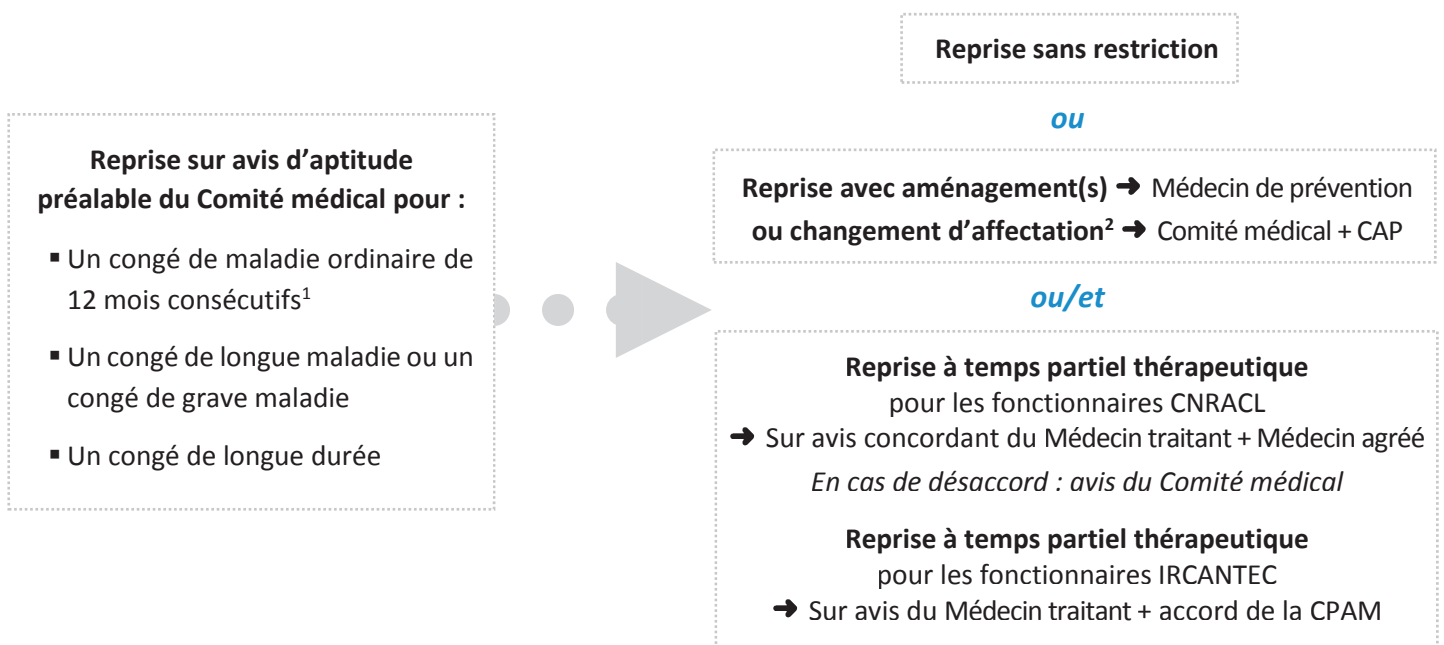 Reprise sur avis d’aptitude
préalable du Comité médical pour :
▪ Un congé de maladie ordinaire de
12 mois consécutifs¹
▪ Un congé de longue maladie ou un
congé de grave maladie
▪ Un congé de longue durée
Reprise sans restriction
ou
Reprise avec aménagement(s) ➜ Médecin de prévention
ou changement d’affectation² ➜ Comité médical + CAP
ou/et
Reprise à temps partiel thérapeutique
pour les fonctionnaires CNRACL
➜ Sur avis concordant du Médecin traitant + Médecin agréé
En cas de désaccord : avis du Comité médical
Reprise à temps partiel thérapeutique
pour les fonctionnaires IRCANTEC
➜ Sur avis du Médecin traitant + accord de la CPAM